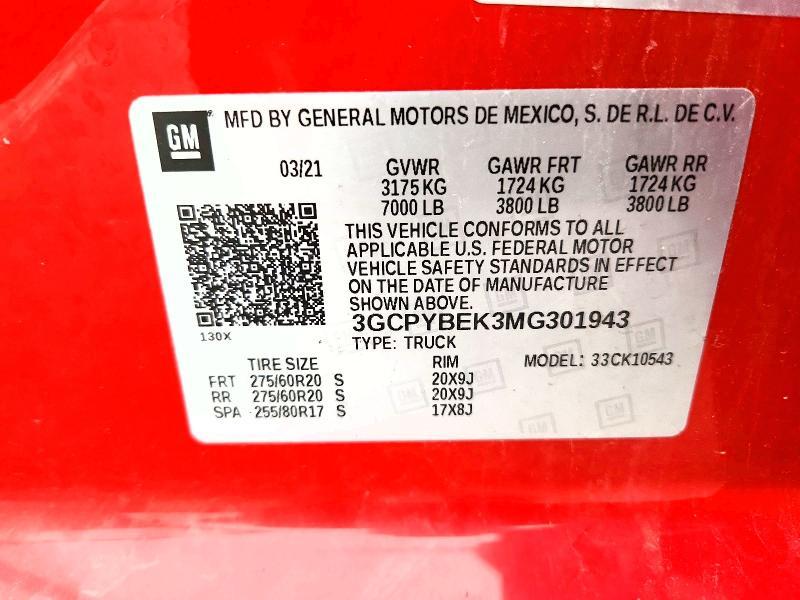 GM MFD BY GENERAL MOTORS DE MEXICO, S. DE R.L. DE C.V.
03/21 GVWR GAWR FRT GAWR RR
3175 KG 1724 KG 1724 KG
7000 LB 3800 LB 3800 LB
THIS VEHICLE CONFORMS TO ALL
APPLICABLE U.S. FEDERAL MOTOR
VEHICLE SAFETY STANDARDS IN EFFECT
ON THE DATE OF MANUFACTURE
SHOWN ABOVE.
3GCPYBEK3MG301943
130X
TYPE: TRUCK
TIRE SIZE RIM MODEL: 33CK10543
FRT 275/60R20 S 20X9J
RR 275/60R20 S 20X9J
SPA 255/80R17 S 17X8J